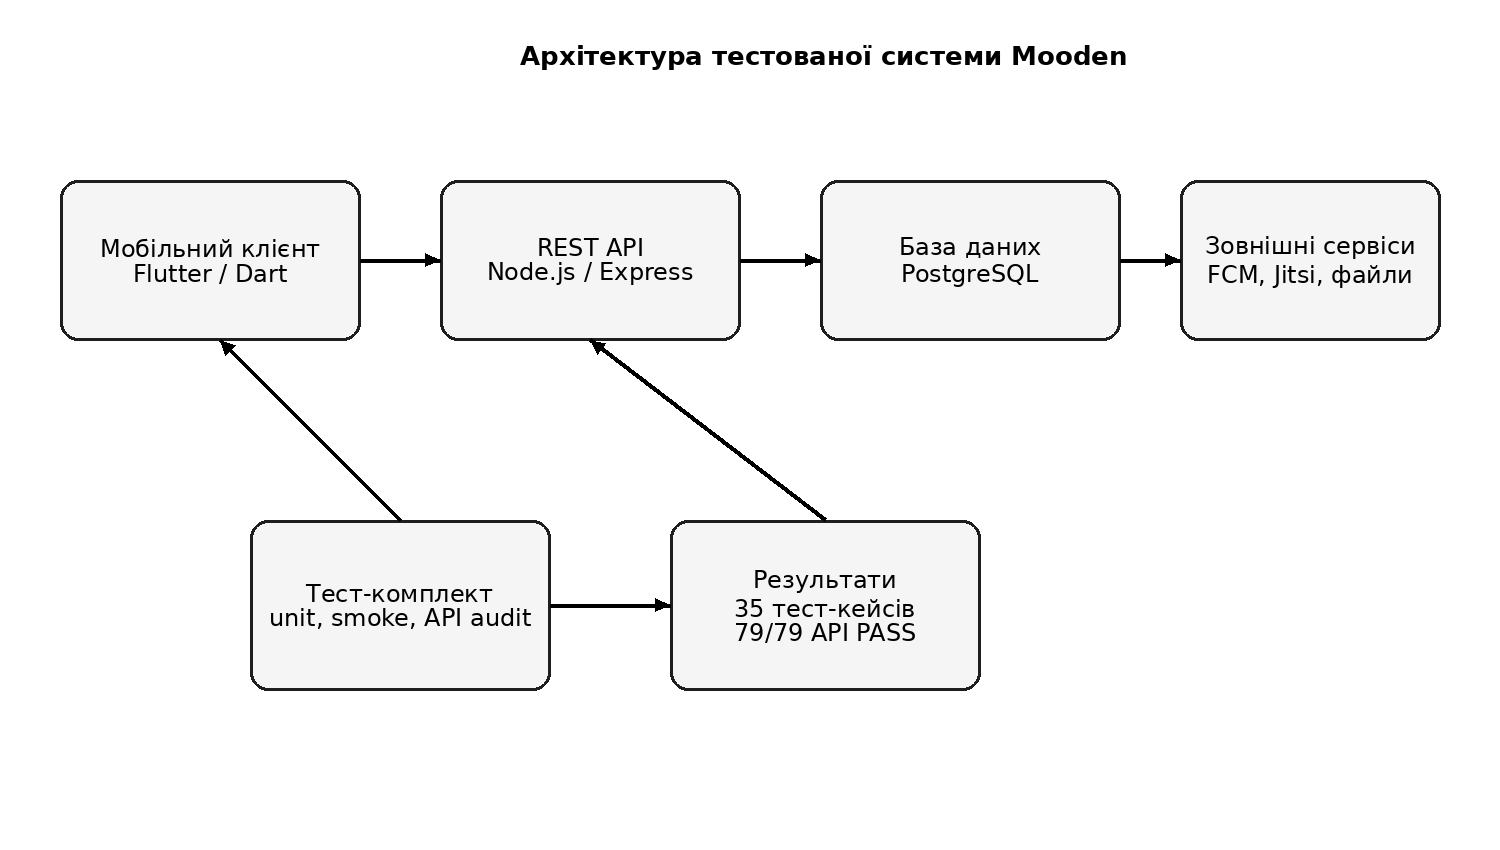 Архітектура тестованої системи Mooden
Мобільний клієнт
Flutter / Dart
REST API
Node.js / Express
База даних
PostgreSQL
Зовнішні сервіси
FCM, Jitsi, файли
Тест-комплект
unit, smoke, API audit
Результати
35 тест-кейсів
79/79 API PASS